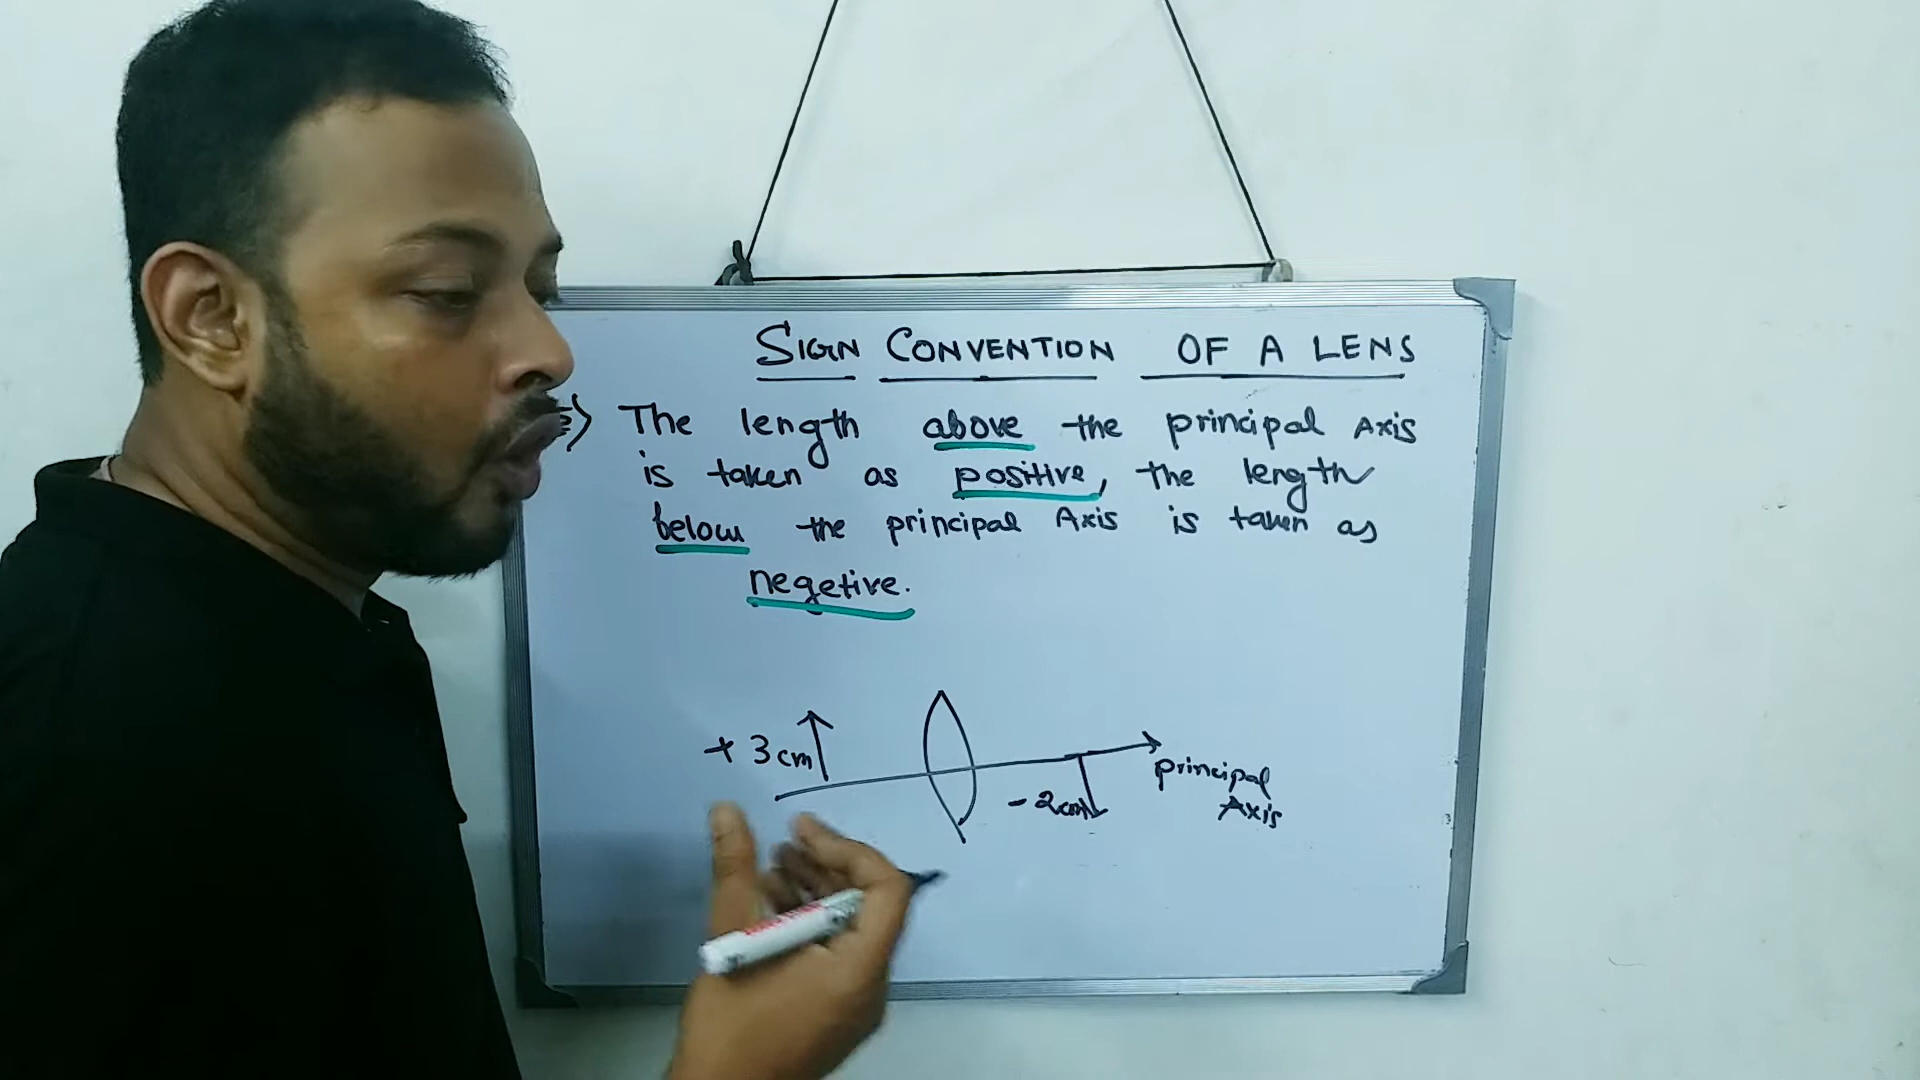 SIGN CONVENTION OF A LENS
The length above the principal Axis
is taken as positive, the length
below the principal Axis is taken as
negetive.
+ 3cm
- 2cm
principal
Axis